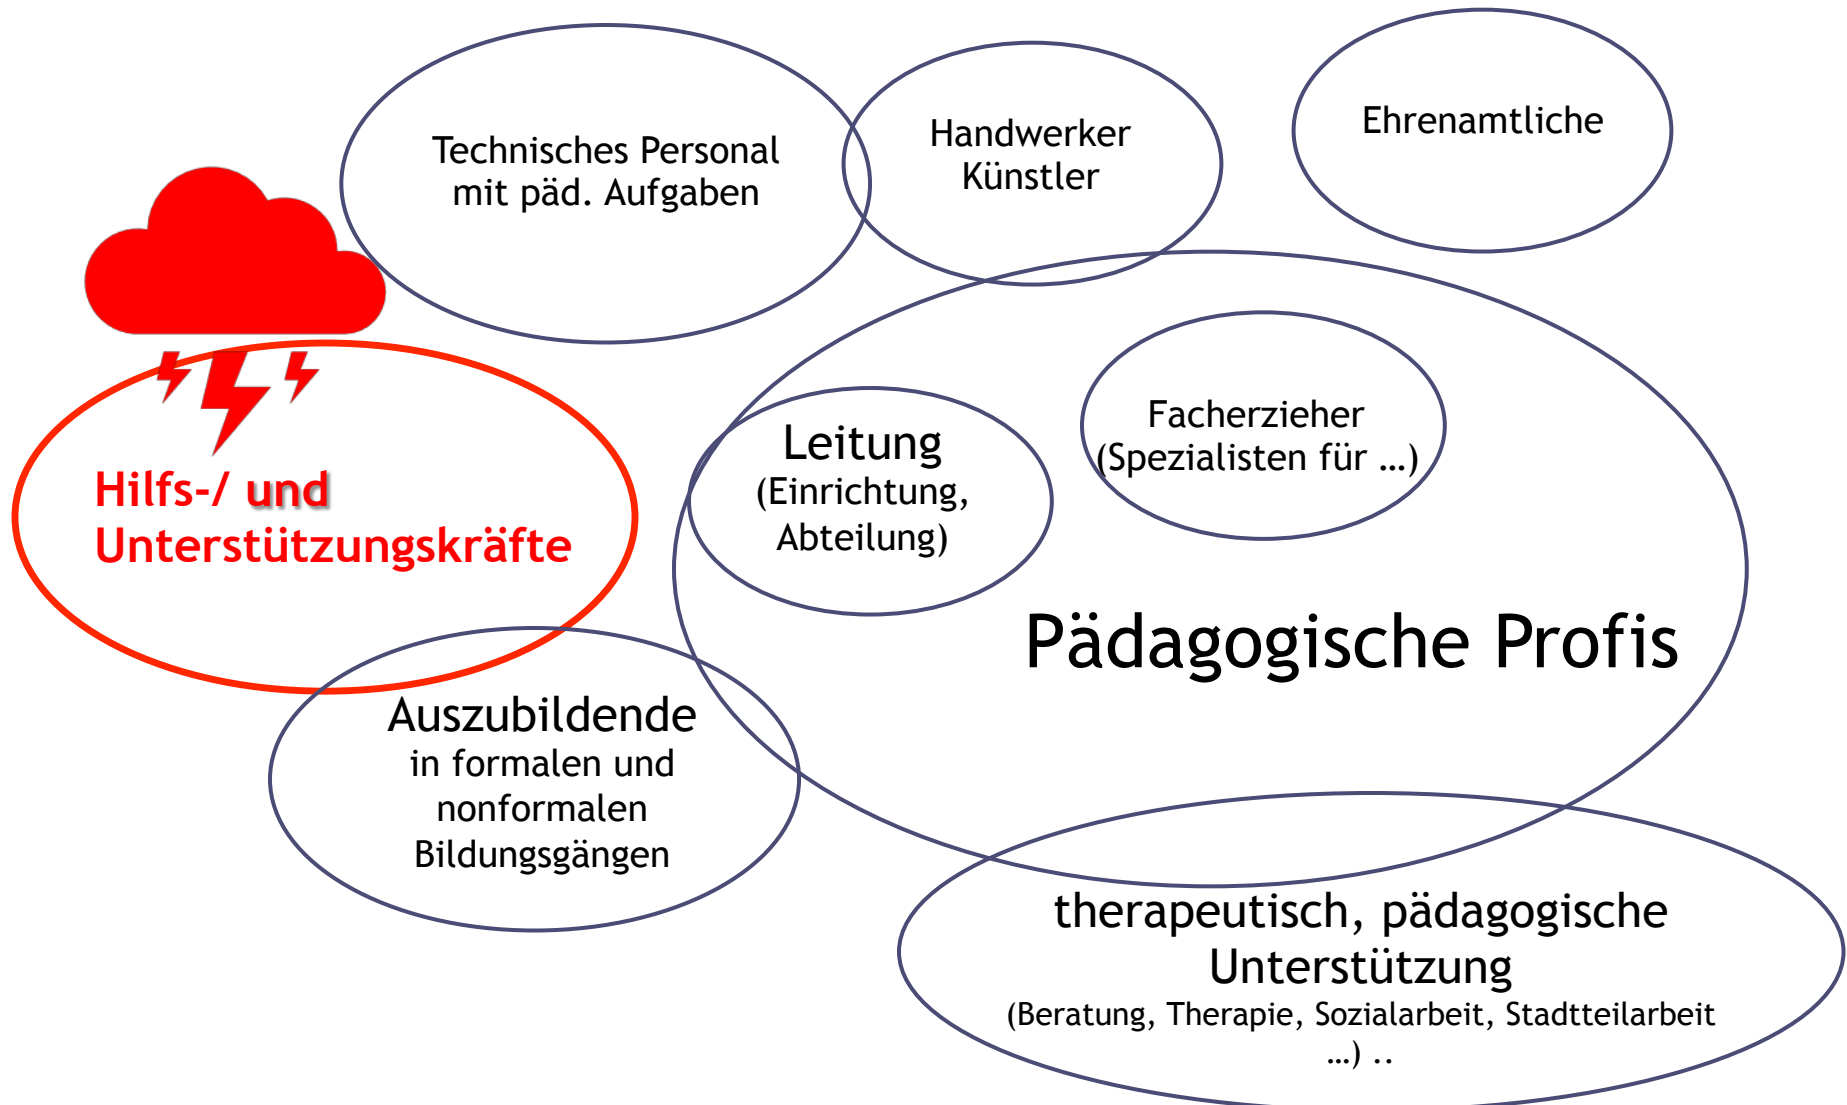 Technisches Personal
mit päd. Aufgaben
Handwerker
Künstler
Ehrenamtliche
Hilfs-/ und
Unterstützungskräfte
Leitung
(Einrichtung,
Abteilung)
Facherzieher
(Spezialisten für …)
Pädagogische Profis
Auszubildende
in formalen und
nonformalen
Bildungsgängen
therapeutisch, pädagogische
Unterstützung
(Beratung, Therapie, Sozialarbeit, Stadtteilarbeit
…) ..